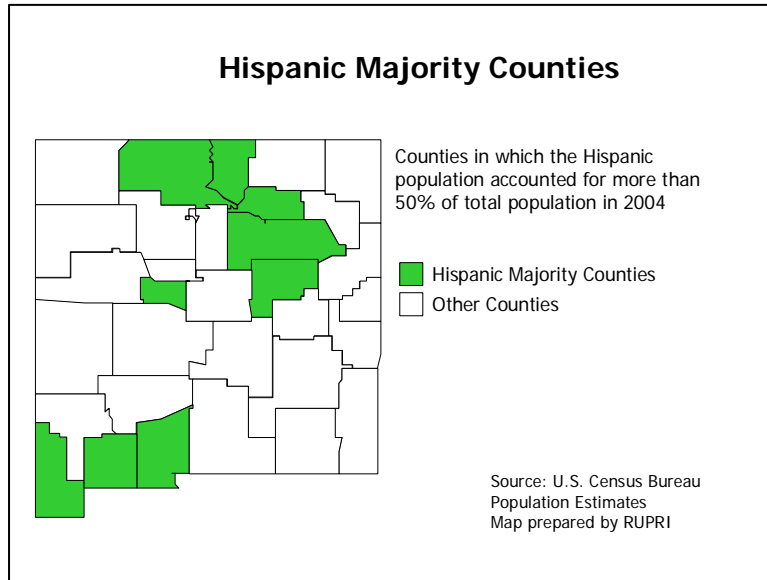 Hispanic Majority Counties
Counties in which the Hispanic
population accounted for more than
50% of total population in 2004
Hispanic Majority Counties
Other Counties
Source: U.S. Census Bureau
Population Estimates
Map prepared by RUPRI